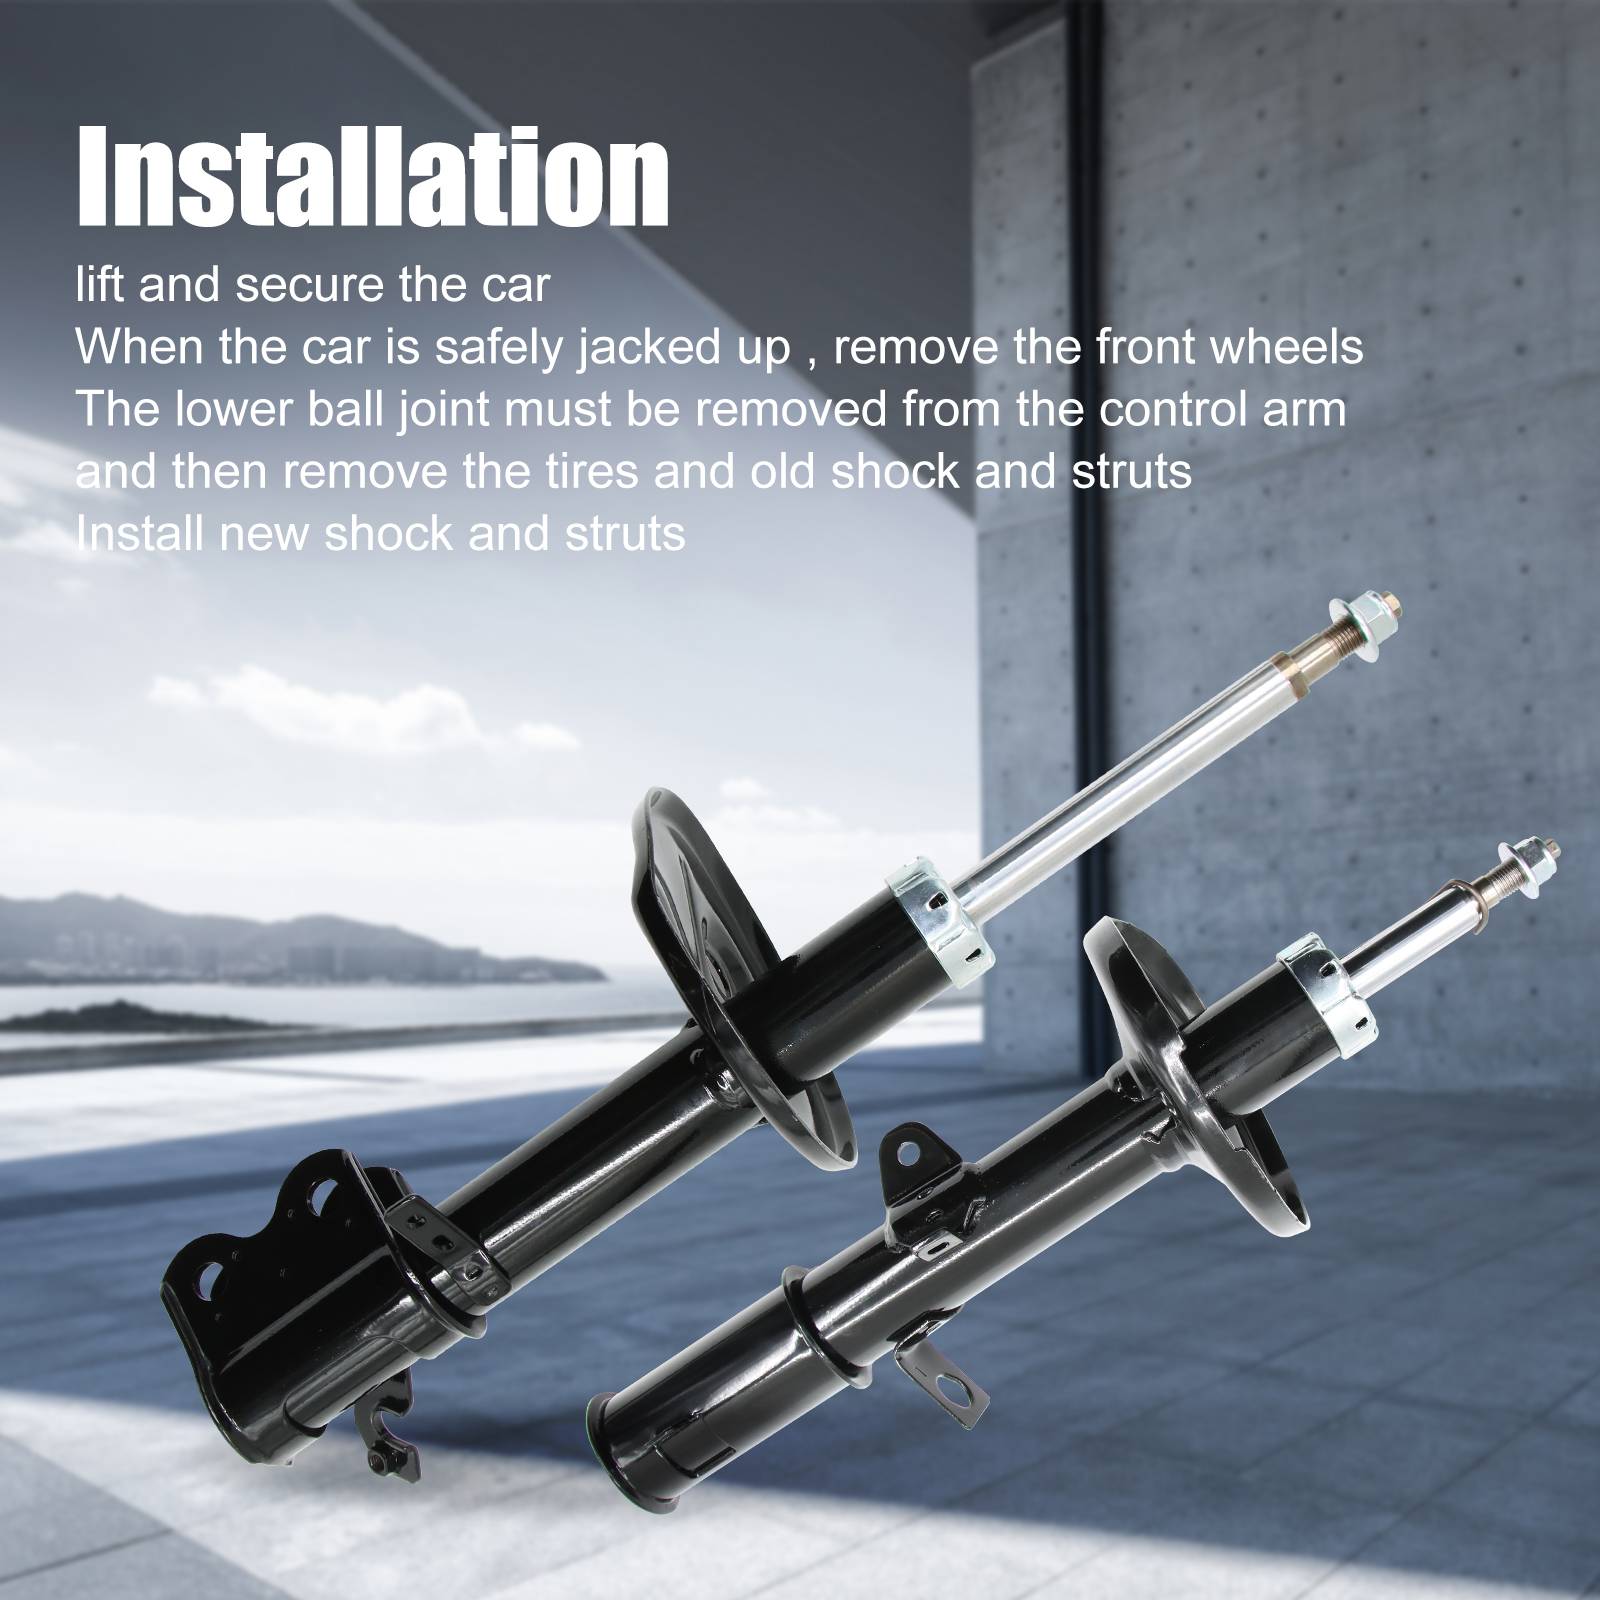 Installation
lift and secure the car
When the car is safely jacked up , remove the front wheels
The lower ball joint must be removed from the control arm
and then remove the tires and old shock and struts
Install new shock and struts